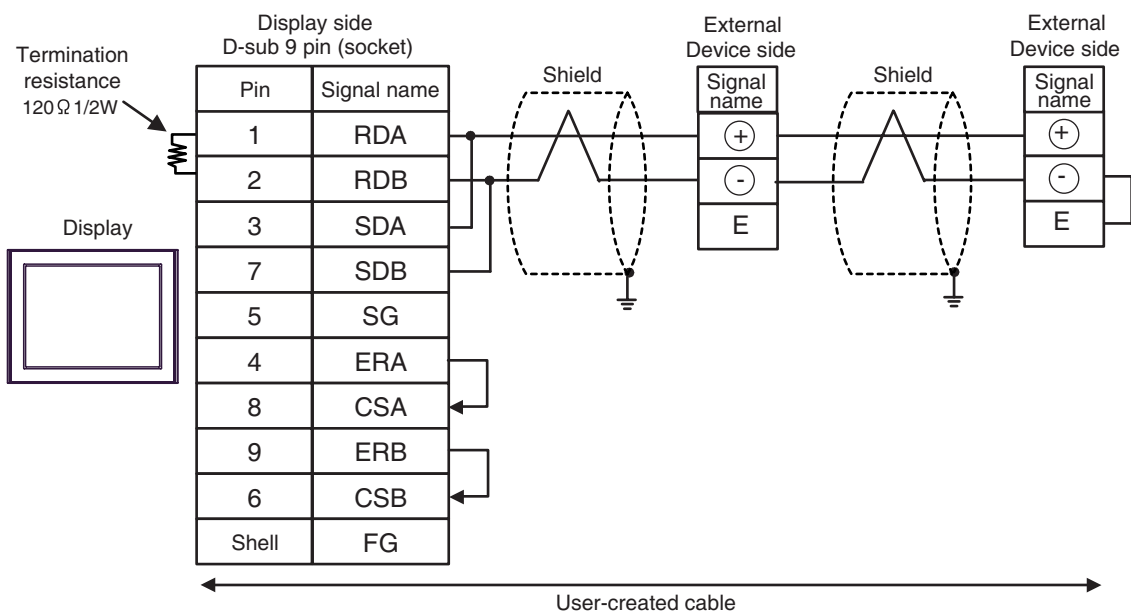 Display side
D-sub 9 pin (socket)
Termination
resistance
120Ω 1/2W
External
Device side
External
Device side
Pin
Signal name
Shield
Signal
name
Shield
Signal
name
1
RDA
+
+
2
RDB
-
-
3
SDA
E
E
Display
7
SDB
5
SG
4
ERA
8
CSA
9
ERB
6
CSB
Shell
FG
User-created cable